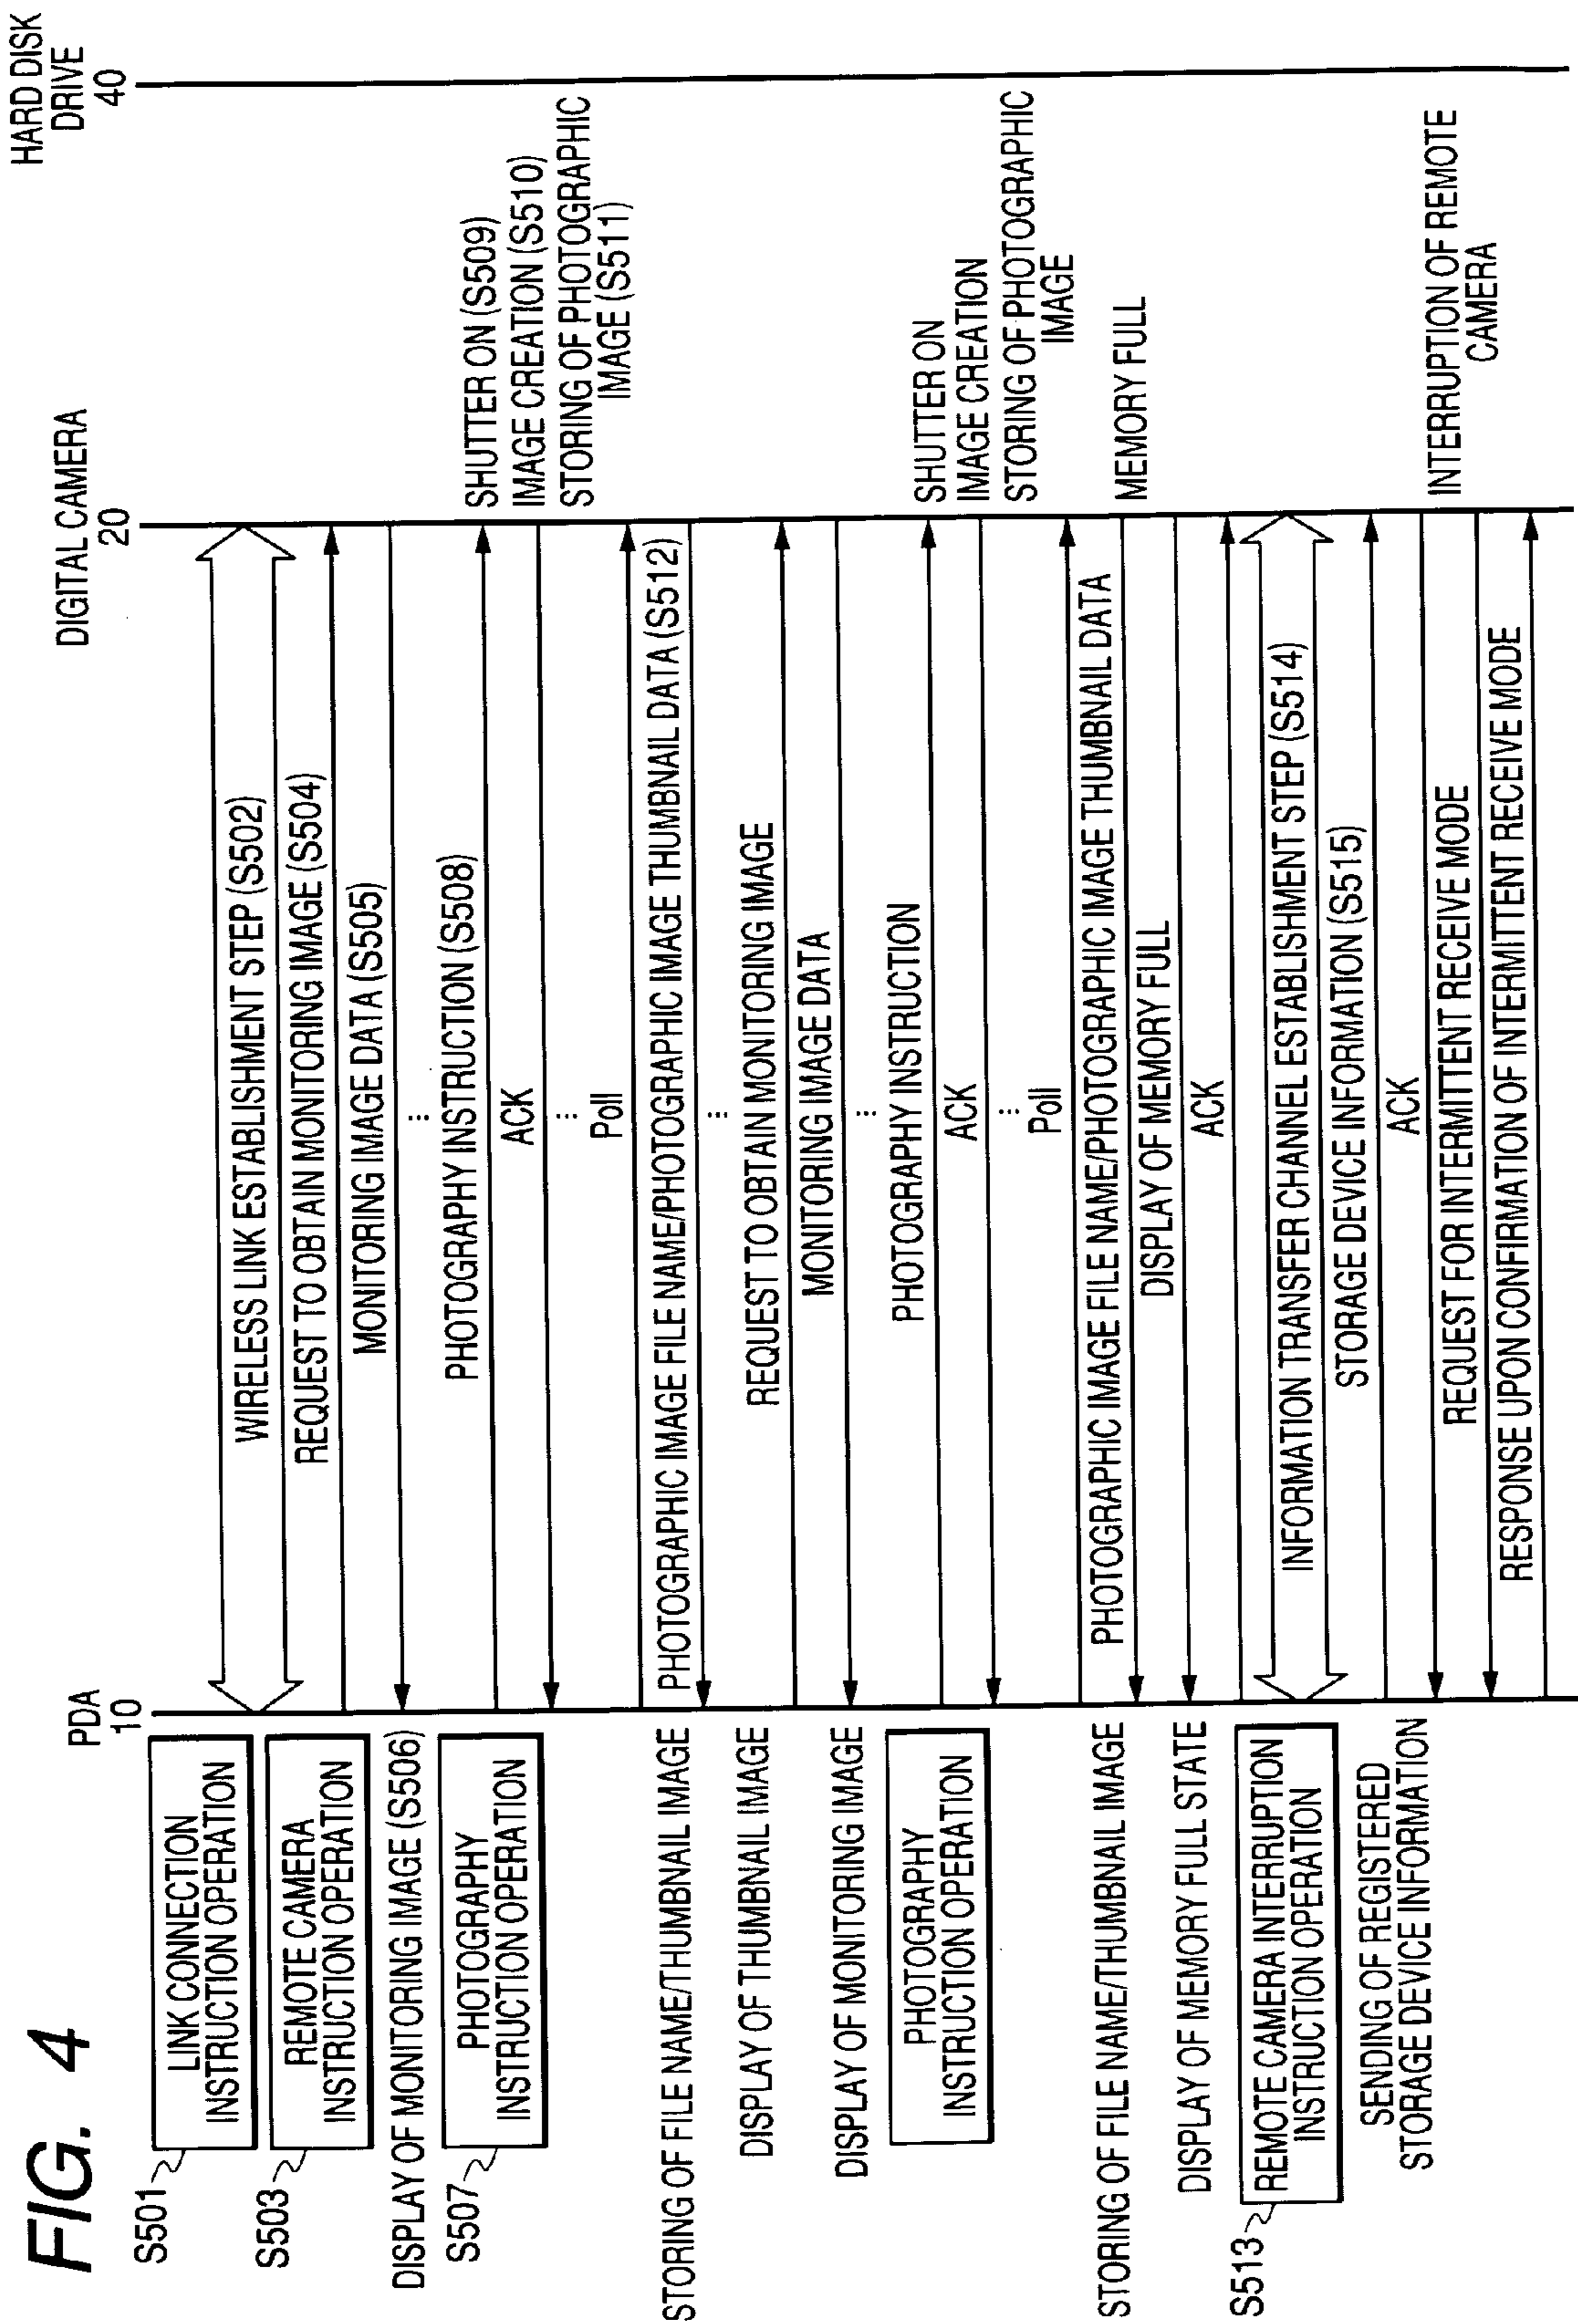 FIG. 4
PDA
10
DIGITAL CAMERA
20
HARD DISK
DRIVE
40
S501
LINK CONNECTION
INSTRUCTION OPERATION
WIRELESS LINK ESTABLISHMENT STEP (S502)
S503
REMOTE CAMERA
INSTRUCTION OPERATION
REQUEST TO OBTAIN MONITORING IMAGE (S504)
MONITORING IMAGE DATA (S505)
DISPLAY OF MONITORING IMAGE (S506)
S507
PHOTOGRAPHY
INSTRUCTION OPERATION
PHOTOGRAPHY INSTRUCTION (S508)
SHUTTER ON (S509)
ACK
IMAGE CREATION (S510)
Poll
STORING OF PHOTOGRAPHIC
IMAGE (S511)
PHOTOGRAPHIC IMAGE FILE NAME/PHOTOGRAPHIC IMAGE THUMBNAIL DATA (S512)
STORING OF FILE NAME/THUMBNAIL IMAGE
DISPLAY OF THUMBNAIL IMAGE
REQUEST TO OBTAIN MONITORING IMAGE
MONITORING IMAGE DATA
DISPLAY OF MONITORING IMAGE
PHOTOGRAPHY
INSTRUCTION OPERATION
PHOTOGRAPHY INSTRUCTION
SHUTTER ON
ACK
IMAGE CREATION
Poll
STORING OF PHOTOGRAPHIC
IMAGE
PHOTOGRAPHIC IMAGE FILE NAME/PHOTOGRAPHIC IMAGE THUMBNAIL DATA
STORING OF FILE NAME/THUMBNAIL IMAGE
MEMORY FULL
DISPLAY OF MEMORY FULL
DISPLAY OF MEMORY FULL STATE
ACK
S513
REMOTE CAMERA INTERRUPTION
INSTRUCTION OPERATION
INFORMATION TRANSFER CHANNEL ESTABLISHMENT STEP (S514)
STORAGE DEVICE INFORMATION (S515)
SENDING OF REGISTERED
STORAGE DEVICE INFORMATION
ACK
INTERRUPTION OF REMOTE
CAMERA
REQUEST FOR INTERMITTENT RECEIVE MODE
RESPONSE UPON CONFIRMATION OF INTERMITTENT RECEIVE MODE